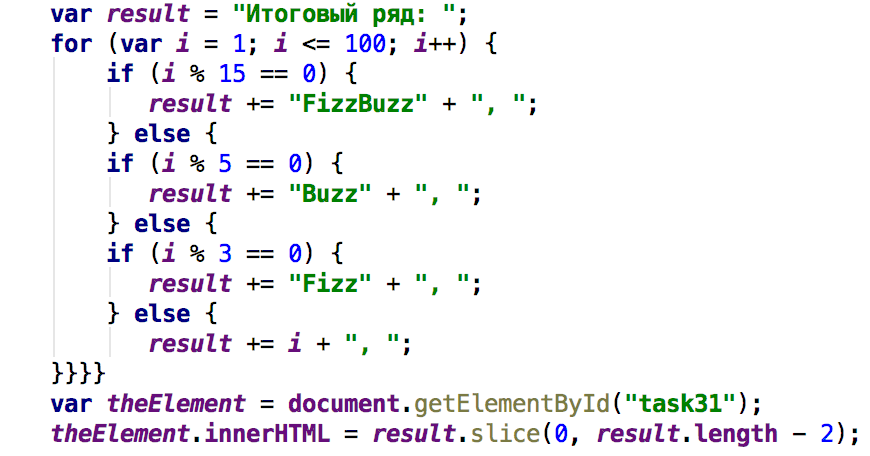 var result = "Итоговый ряд: ";
for (var i = 1; i <= 100; i++) {
    if (i % 15 == 0) {
       result += "FizzBuzz" + ", ";
    } else {
    if (i % 5 == 0) {
       result += "Buzz" + ", ";
    } else {
    if (i % 3 == 0) {
       result += "Fizz" + ", ";
    } else {
       result += i + ", ";
}}}}
var theElement = document.getElementById("task31");
theElement.innerHTML = result.slice(0, result.length - 2);